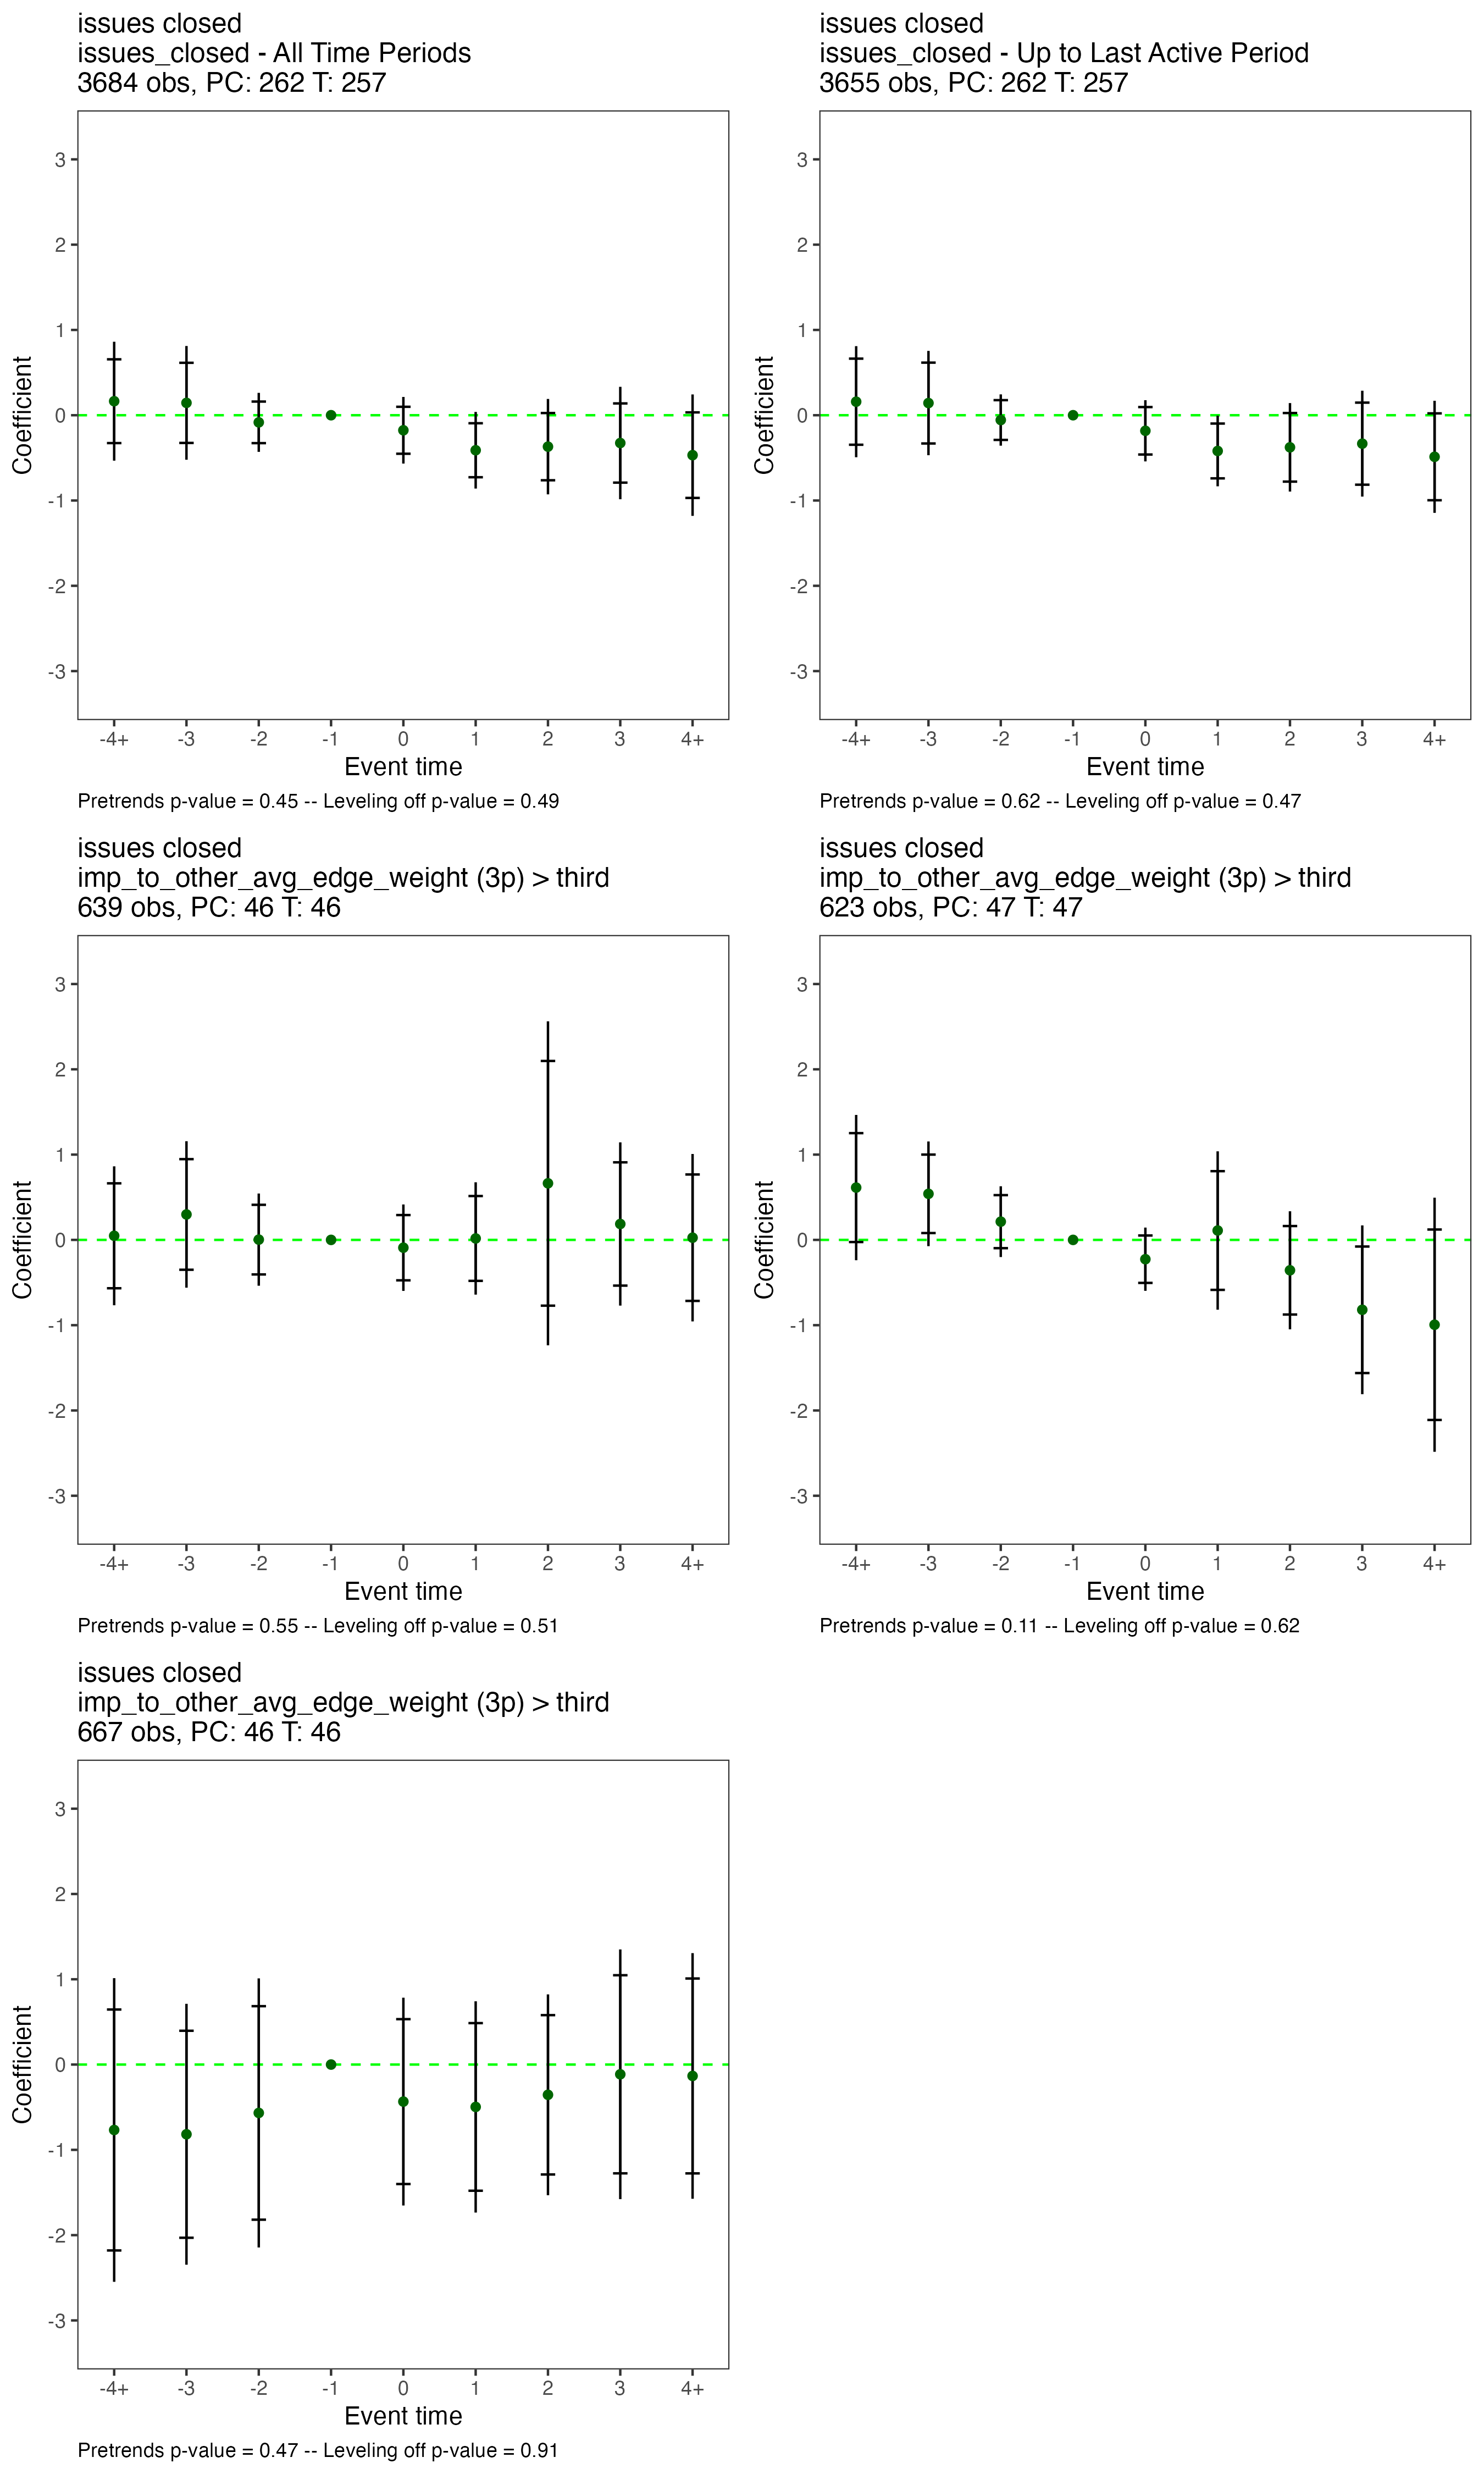 issues closed
issues_closed - All Time Periods
3684 obs, PC: 262 T: 257
3
2
1
0
-1
-2
-3
Coefficient
-4+ -3 -2 -1 0 1 2 3 4+
Event time
Pretrends p-value = 0.45 -- Leveling off p-value = 0.49
issues closed
issues_closed - Up to Last Active Period
3655 obs, PC: 262 T: 257
3
2
1
0
-1
-2
-3
Coefficient
-4+ -3 -2 -1 0 1 2 3 4+
Event time
Pretrends p-value = 0.62 -- Leveling off p-value = 0.47
issues closed
imp_to_other_avg_edge_weight (3p) > third
639 obs, PC: 46 T: 46
3
2
1
0
-1
-2
-3
Coefficient
-4+ -3 -2 -1 0 1 2 3 4+
Event time
Pretrends p-value = 0.55 -- Leveling off p-value = 0.51
issues closed
imp_to_other_avg_edge_weight (3p) > third
623 obs, PC: 47 T: 47
3
2
1
0
-1
-2
-3
Coefficient
-4+ -3 -2 -1 0 1 2 3 4+
Event time
Pretrends p-value = 0.11 -- Leveling off p-value = 0.62
issues closed
imp_to_other_avg_edge_weight (3p) > third
667 obs, PC: 46 T: 46
3
2
1
0
-1
-2
-3
Coefficient
-4+ -3 -2 -1 0 1 2 3 4+
Event time
Pretrends p-value = 0.47 -- Leveling off p-value = 0.91